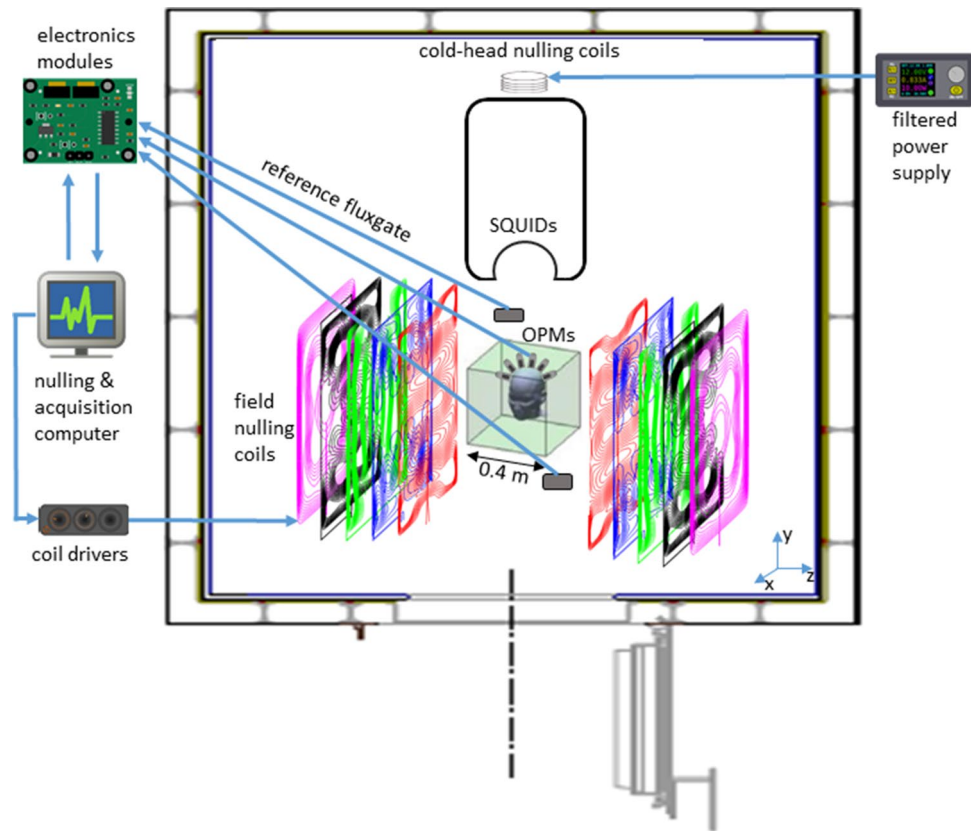 electronics
modules
cold-head nulling coils
filtered
power
supply
reference fluxgate
SQUIDs
OPMs
nulling &
acquisition
computer
field
nulling
coils
0.4 m
coil drivers
y
x
z